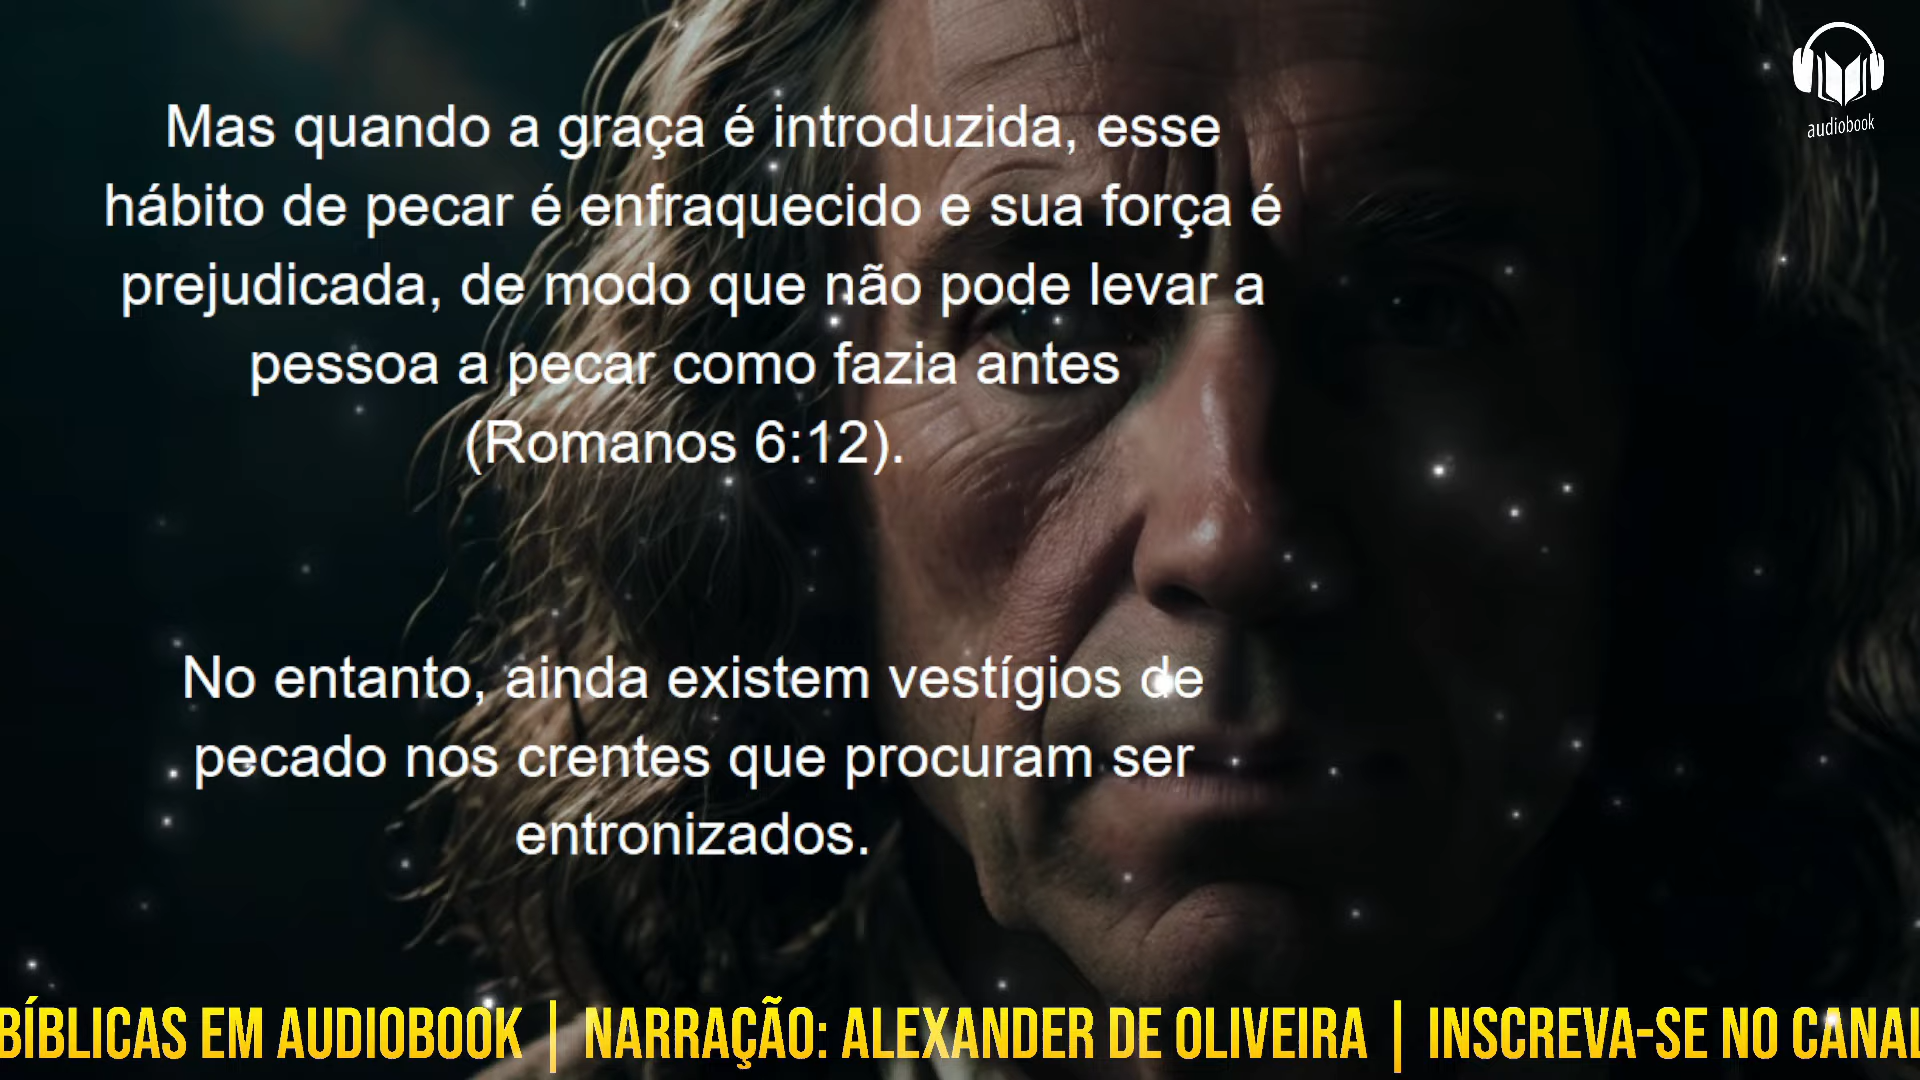 audiobook
Mas quando a graça é introduzida, esse
hábito de pecar é enfraquecido e sua força é
prejudicada, de modo que não pode levar a
pessoa a pecar como fazia antes
(Romanos 6:12).
No entanto, ainda existem vestígios de
pecado nos crentes que procuram ser
entronizados.
BÍBLICAS EM AUDIOBOOK | NARRAÇÃO: ALEXANDER DE OLIVEIRA | INSCREVA-SE NO CANAL